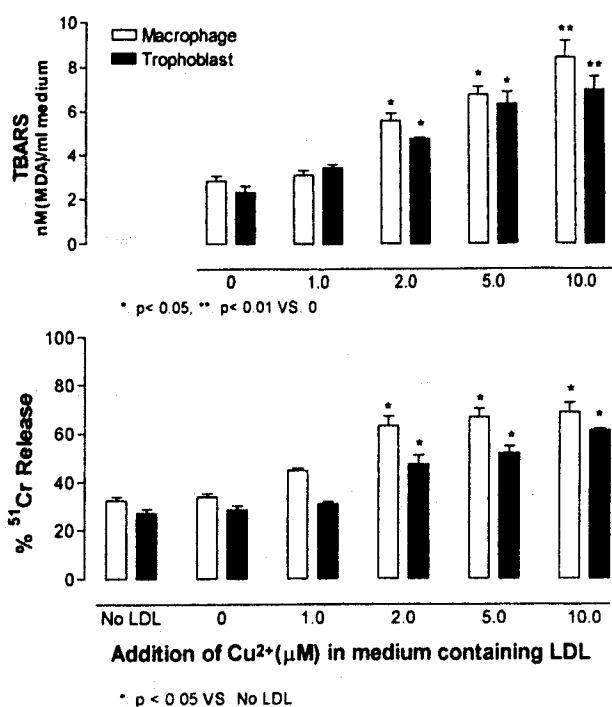 10
8
6
4
2
0
TBARS
nM(MDA)/ml medium
Macrophage
Trophoblast
* * ** **
* *
* *
0 1.0 2.0 5.0 10.0
*. p< 0.05, **. p< 0.01 VS. 0
100
80
60
40
20
0
% ⁵¹Cr Release
* * *
* * *
No LDL 0 1.0 2.0 5.0 10.0
Addition of Cu²⁺(μM) in medium containing LDL
*. p < 0 05 VS No LDL